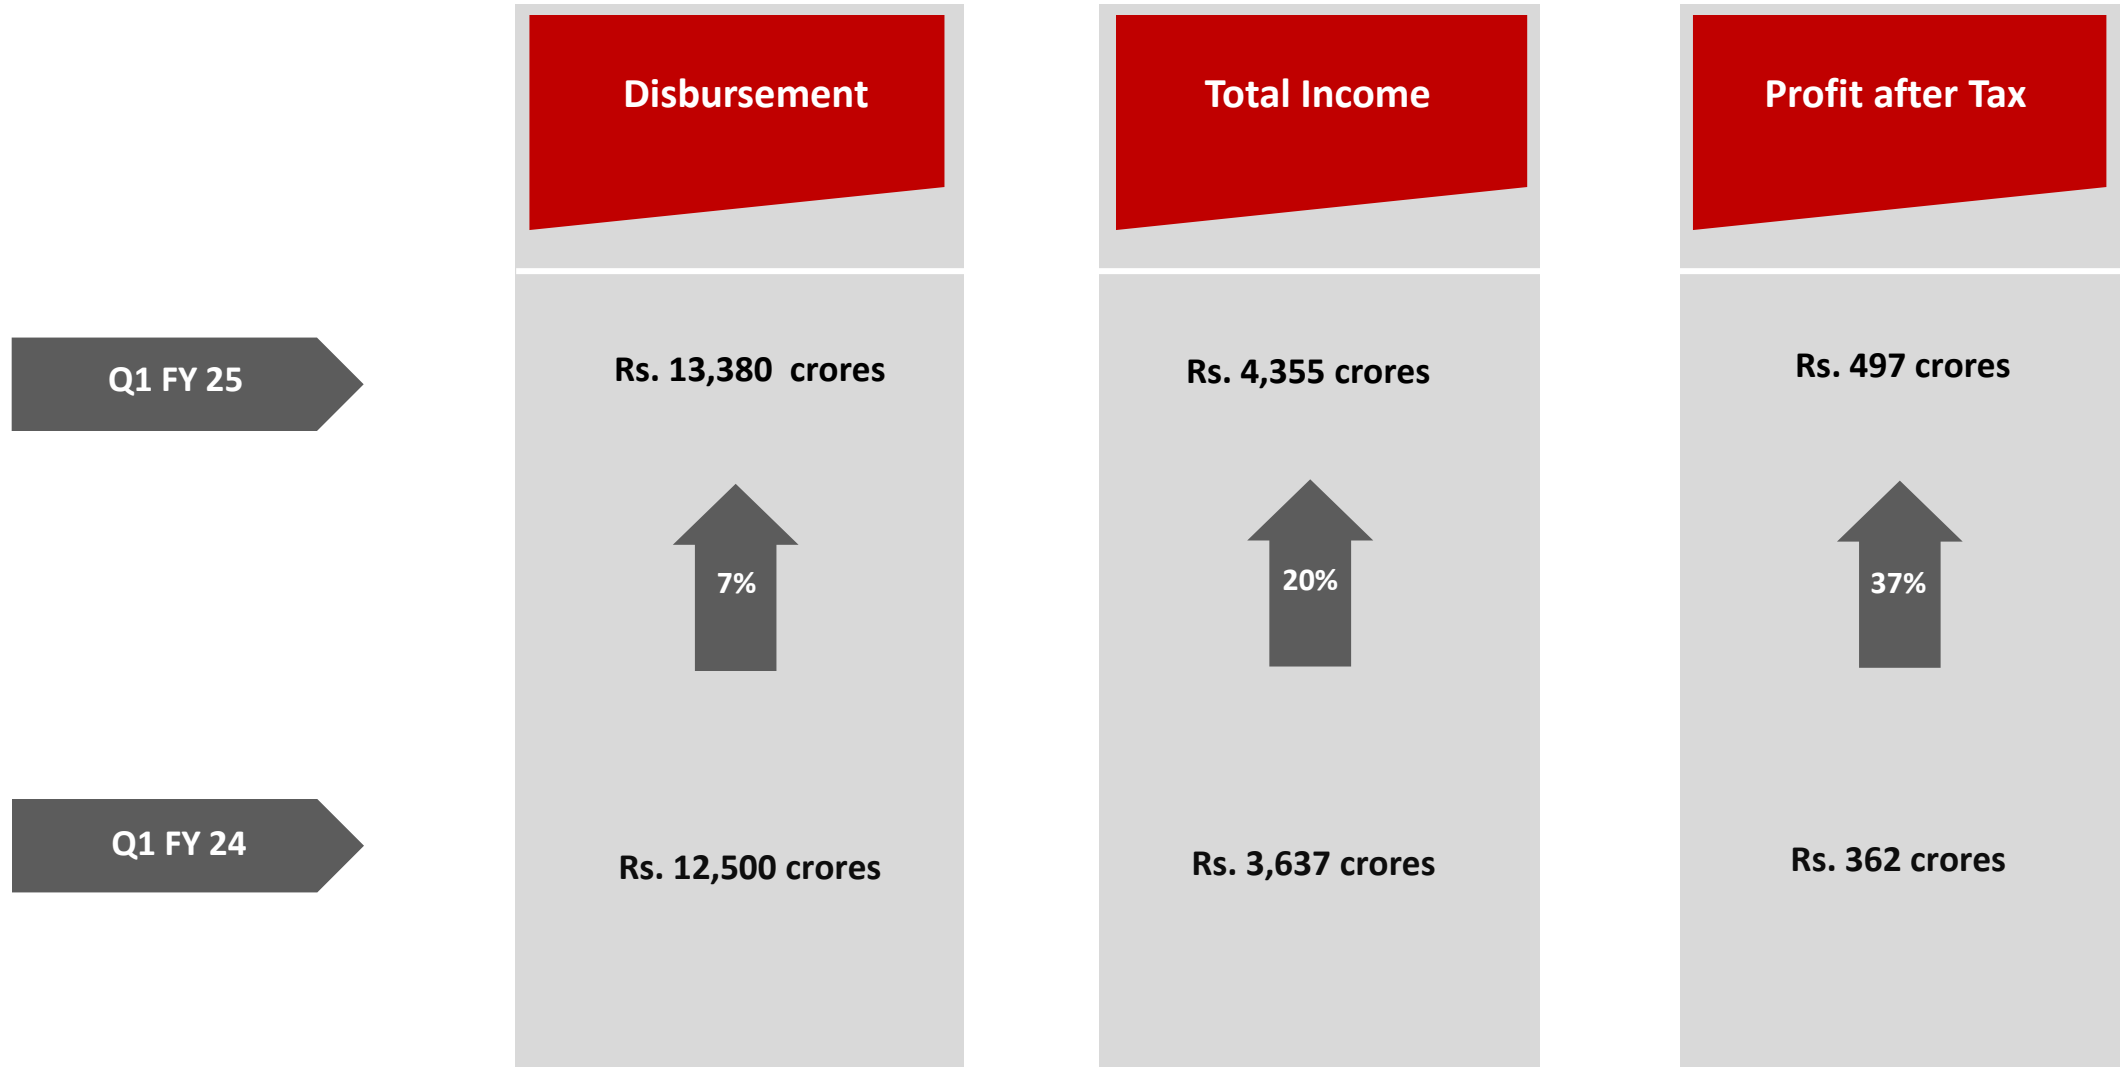 Disbursement
Total Income
Profit after Tax
Q1 FY 25
Rs. 13,380 crores
Rs. 4,355 crores
Rs. 497 crores
7%
20%
37%
Q1 FY 24
Rs. 12,500 crores
Rs. 3,637 crores
Rs. 362 crores